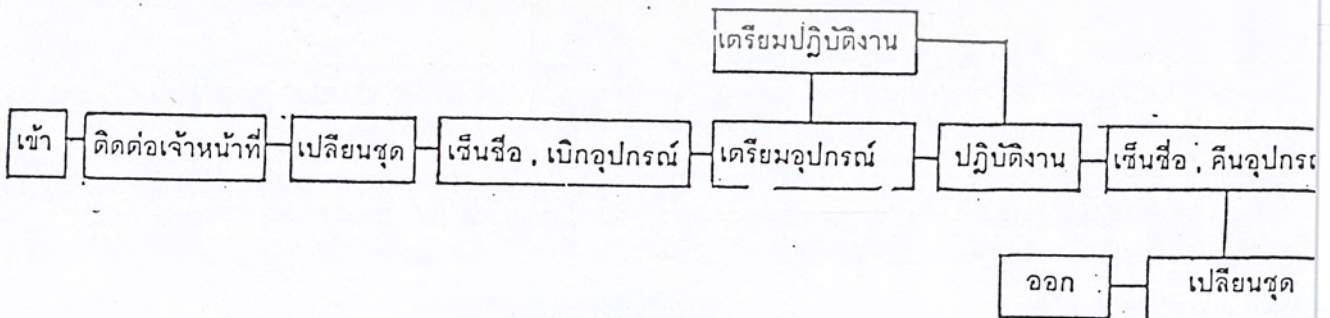 เตรียมปฏิบัติงาน
เข้า
ติดต่อเจ้าหน้าที่
เปลี่ยนชุด
เซ็นชื่อ , เบิกอุปกรณ์
เตรียมอุปกรณ์
ปฏิบัติงาน
เซ็นชื่อ , คืนอุปกร
ออก
เปลี่ยนชุด